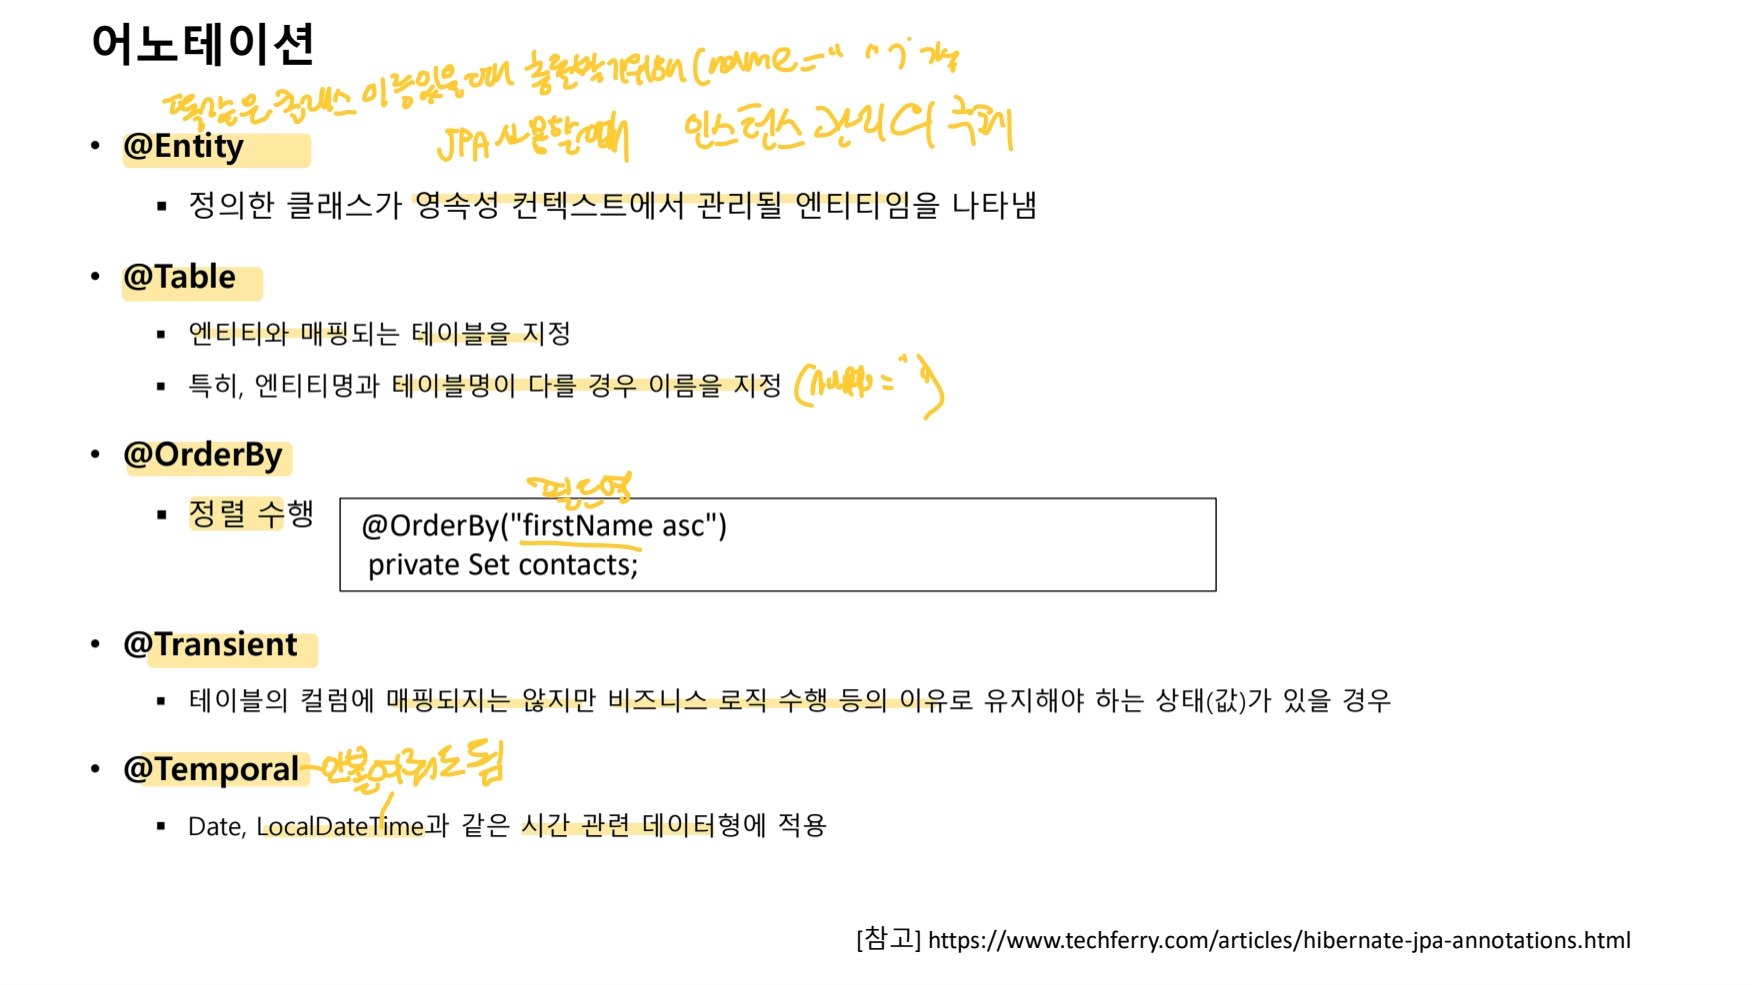 어노테이션
똑같은 클래스 이름있을때 충돌막기위해 (name=" ") 가능
• @Entity
JPA 사용할때 인스턴스 관리의 주체
▪ 정의한 클래스가 영속성 컨텍스트에서 관리될 엔티티임을 나타냄
• @Table
▪ 엔티티와 매핑되는 테이블을 지정
▪ 특히, 엔티티명과 테이블명이 다를 경우 이름을 지정
• @OrderBy
▪ 정렬 수행
필드명
@OrderBy("firstName asc")
private Set contacts;
• @Transient
▪ 테이블의 컬럼에 매핑되지는 않지만 비즈니스 로직 수행 등의 이유로 유지해야 하는 상태(값)가 있을 경우
• @Temporal 안붙여줘도 됨
▪ Date, LocalDateTime과 같은 시간 관련 데이터형에 적용
[참고] https://www.techferry.com/articles/hibernate-jpa-annotations.html